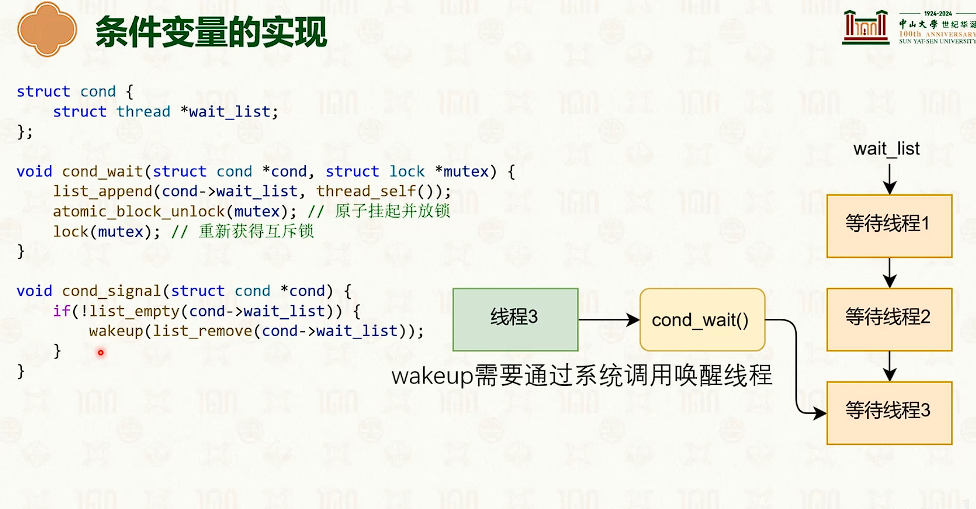 条件变量的实现
1924-2024
中山大学 世纪华诞
100th ANNIVERSARY
SUN YAT-SEN UNIVERSITY
struct cond {
    struct thread *wait_list;
};
void cond_wait(struct cond *cond, struct lock *mutex) {
    list_append(cond->wait_list, thread_self());
    atomic_block_unlock(mutex); // 原子挂起并放锁
    lock(mutex); // 重新获得互斥锁
}
void cond_signal(struct cond *cond) {
    if(!list_empty(cond->wait_list)) {
        wakeup(list_remove(cond->wait_list));
    }
}
wait_list
等待线程1
线程3
cond_wait()
等待线程2
wakeup需要通过系统调用唤醒线程
等待线程3